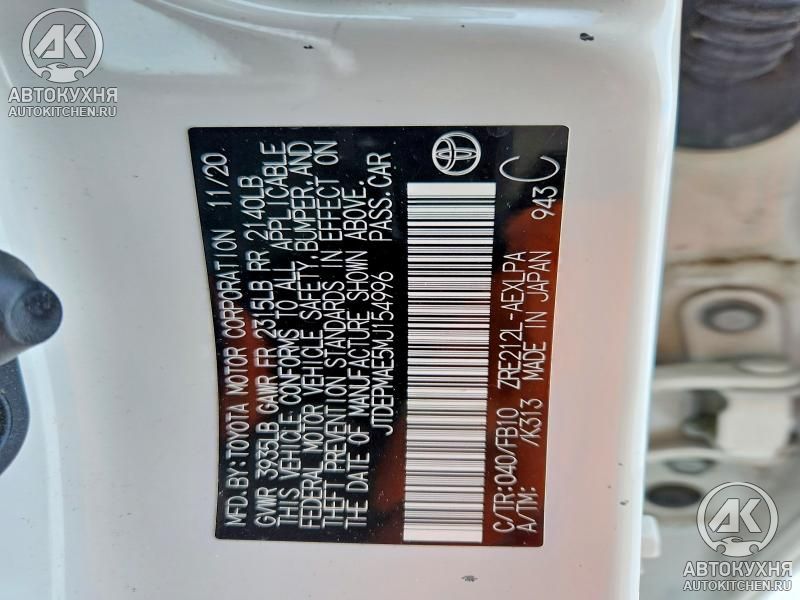 AK
АВТОКУХНЯ
AUTOKITCHEN.RU
MFD. BY: TOYOTA MOTOR CORPORATION 11/20
GVWR 3935LB GAWR FR 2315LB RR 2140LB
THIS VEHICLE CONFORMS TO ALL APPLICABLE
FEDERAL MOTOR VEHICLE SAFETY, BUMPER, AND
THEFT PREVENTION STANDARDS IN EFFECT ON
THE DATE OF MANUFACTURE SHOWN ABOVE.
JTDEPMAE5MJ154996 PASS. CAR
C/TR: 040/FB10 ZRE212L-AEXLPA 943 C
A/TM: /K313 MADE IN JAPAN
AK
АВТОКУХНЯ
AUTOKITCHEN.RU